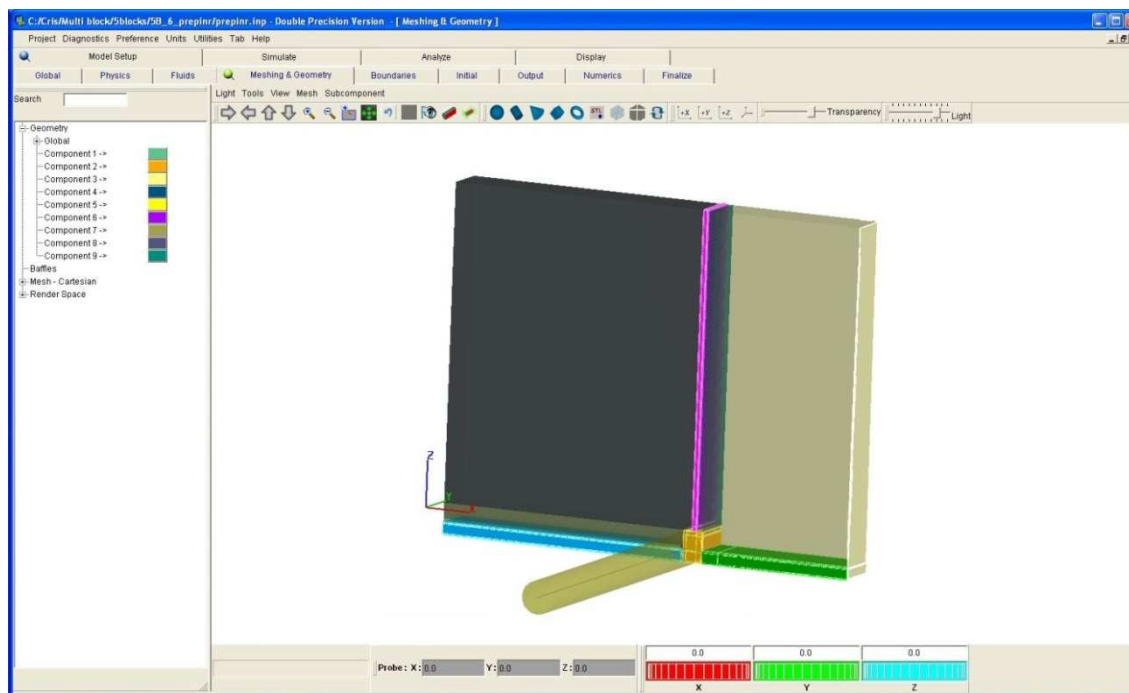 C:/Cris/Multi block/5blocks/5B_6_prepinr/prepinr.inp - Double Precision Version - [ Meshing & Geometry ]
Project Diagnostics Preference Units Utilities Tab Help
Model Setup Simulate Analyze Display
Global Physics Fluids Meshing & Geometry Boundaries Initial Output Numerics Finalize
Search
Light Tools View Mesh Subcomponent
STL +X +Y +Z Transparency Light
Geometry
Global
Component 1 ->
Component 2 ->
Component 3 ->
Component 4 ->
Component 5 ->
Component 6 ->
Component 7 ->
Component 8 ->
Component 9 ->
Baffles
Mesh - Cartesian
Render Space
Z
Y
X
Probe: X: 0.0 Y: 0.0 Z: 0.0
0.0 0.0 0.0
X Y Z